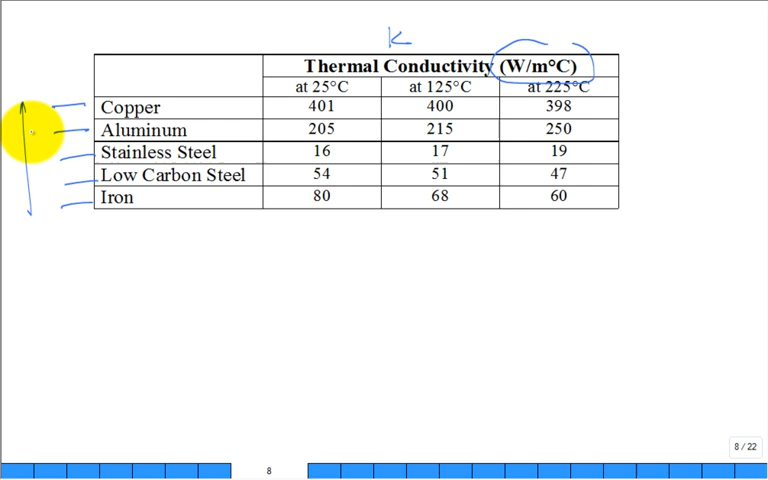 k
Thermal Conductivity (W/m°C)
at 25°C at 125°C at 225°C
Copper 401 400 398
Aluminum 205 215 250
Stainless Steel 16 17 19
Low Carbon Steel 54 51 47
Iron 80 68 60
8 / 22
8